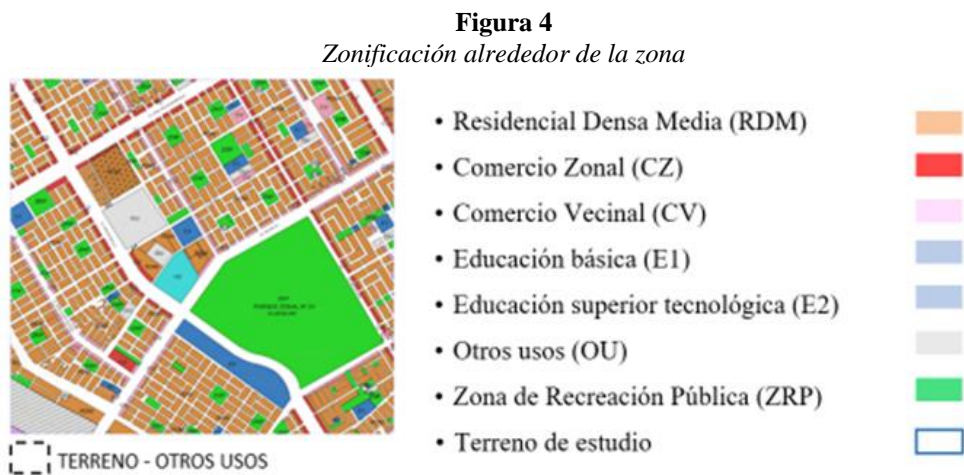 Figura 4
Zonificación alrededor de la zona
• Residencial Densa Media (RDM)
• Comercio Zonal (CZ)
• Comercio Vecinal (CV)
• Educación básica (E1)
• Educación superior tecnológica (E2)
• Otros usos (OU)
• Zona de Recreación Pública (ZRP)
• Terreno de estudio
TERRENO - OTROS USOS